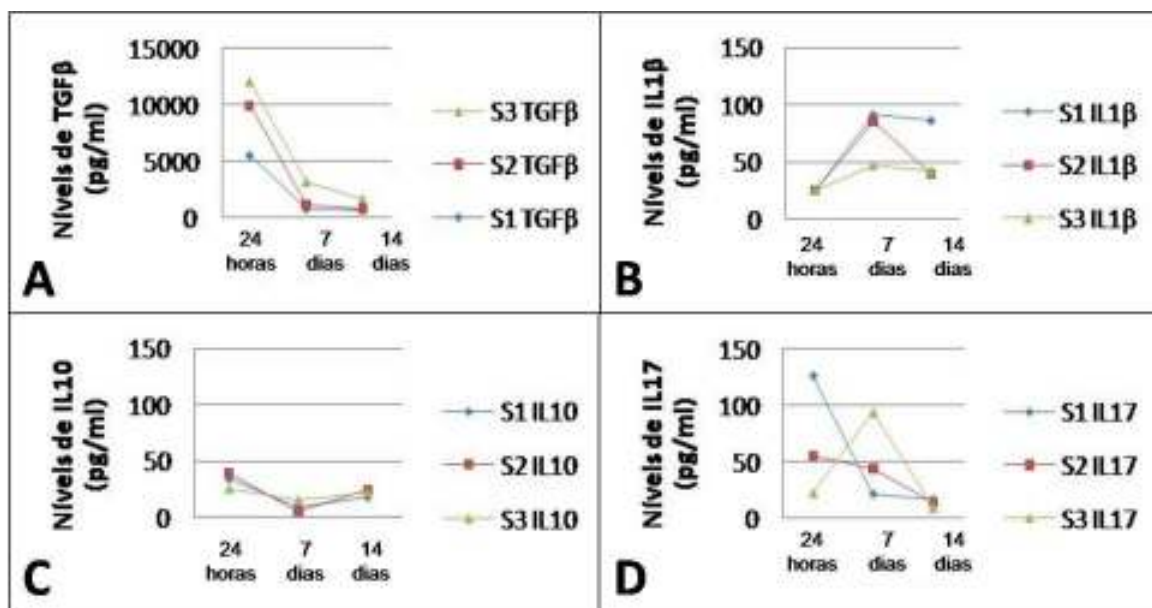 Níveis de TGFβ
(pg/ml)
15000
10000
5000
0
24
horas
7
dias
14
dias
S3 TGFβ
S2 TGFβ
S1 TGFβ
A
Níveis de IL1β
(pg/ml)
150
100
50
0
24
horas
7
dias
14
dias
S1 IL1β
S2 IL1β
S3 IL1β
B
Níveis de IL10
(pg/ml)
150
100
50
0
24
horas
7
dias
14
dias
S1 IL10
S2 IL10
S3 IL10
C
Níveis de IL17
(pg/ml)
150
100
50
0
24
horas
7
dias
14
dias
S1 IL17
S2 IL17
S3 IL17
D